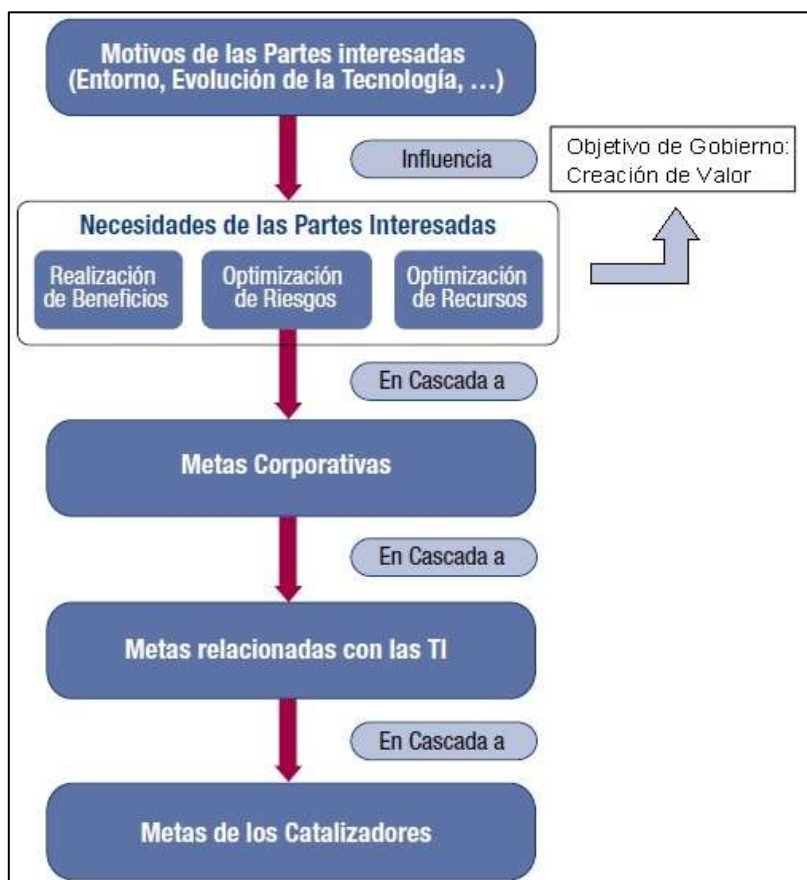 Motivos de las Partes interesadas
(Entorno, Evolución de la Tecnología, …)
Influencia
Objetivo de Gobierno:
Creación de Valor
Necesidades de las Partes Interesadas
Realización
de Beneficios
Optimización
de Riesgos
Optimización
de Recursos
En Cascada a
Metas Corporativas
En Cascada a
Metas relacionadas con las TI
En Cascada a
Metas de los Catalizadores